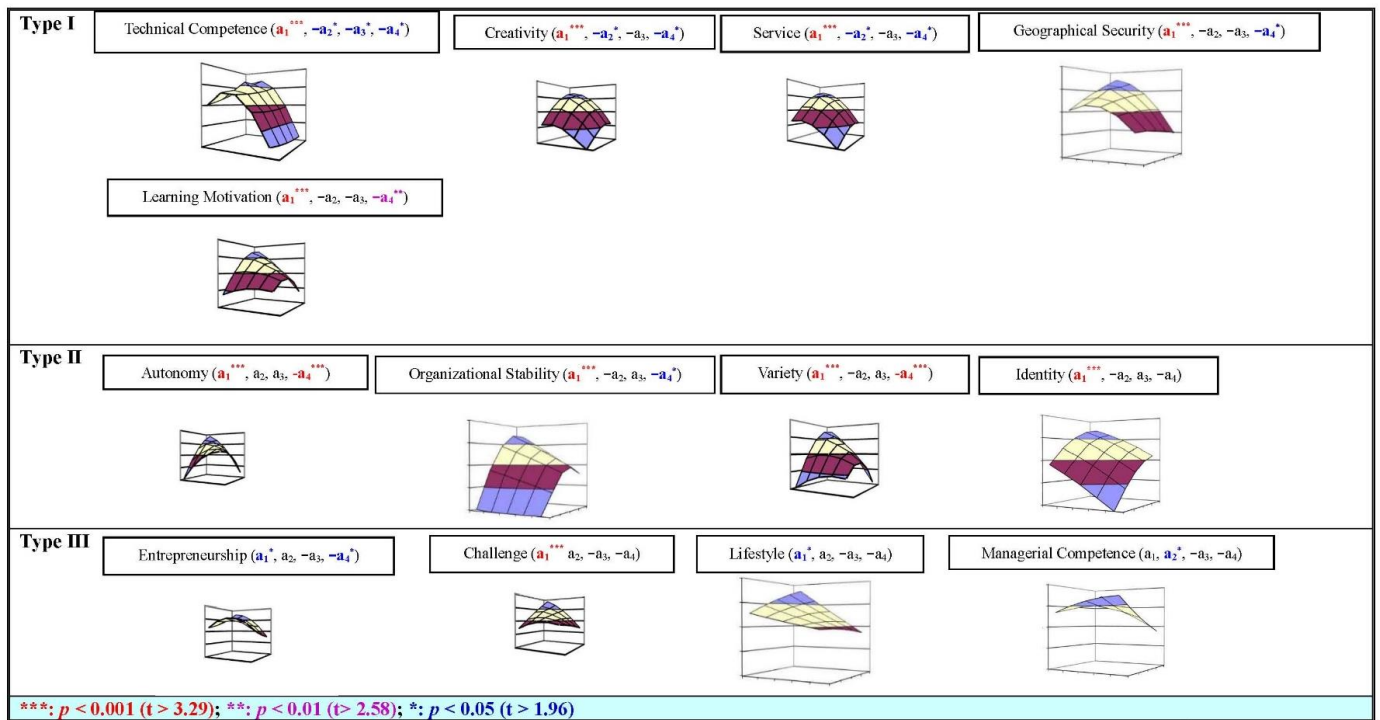 Type I
Technical Competence (a₁***, −a₂*, −a₃*, −a₄*)
Creativity (a₁***, −a₂*, −a₃, −a₄*)
Service (a₁***, −a₂*, −a₃, −a₄*)
Geographical Security (a₁***, −a₂, −a₃, −a₄*)
Learning Motivation (a₁***, −a₂, −a₃, −a₄**)
Type II
Autonomy (a₁***, a₂, a₃, -a₄***)
Organizational Stability (a₁***, −a₂, a₃, −a₄*)
Variety (a₁***, −a₂, a₃, -a₄***)
Identity (a₁***, −a₂, a₃, −a₄)
Type III
Entrepreneurship (a₁*, a₂, −a₃, −a₄*)
Challenge (a₁*** a₂, −a₃, −a₄)
Lifestyle (a₁*, a₂, −a₃, −a₄)
Managerial Competence (a₁, a₂*, −a₃, −a₄)
***: p < 0.001 (t > 3.29); **: p < 0.01 (t> 2.58); *: p < 0.05 (t > 1.96)